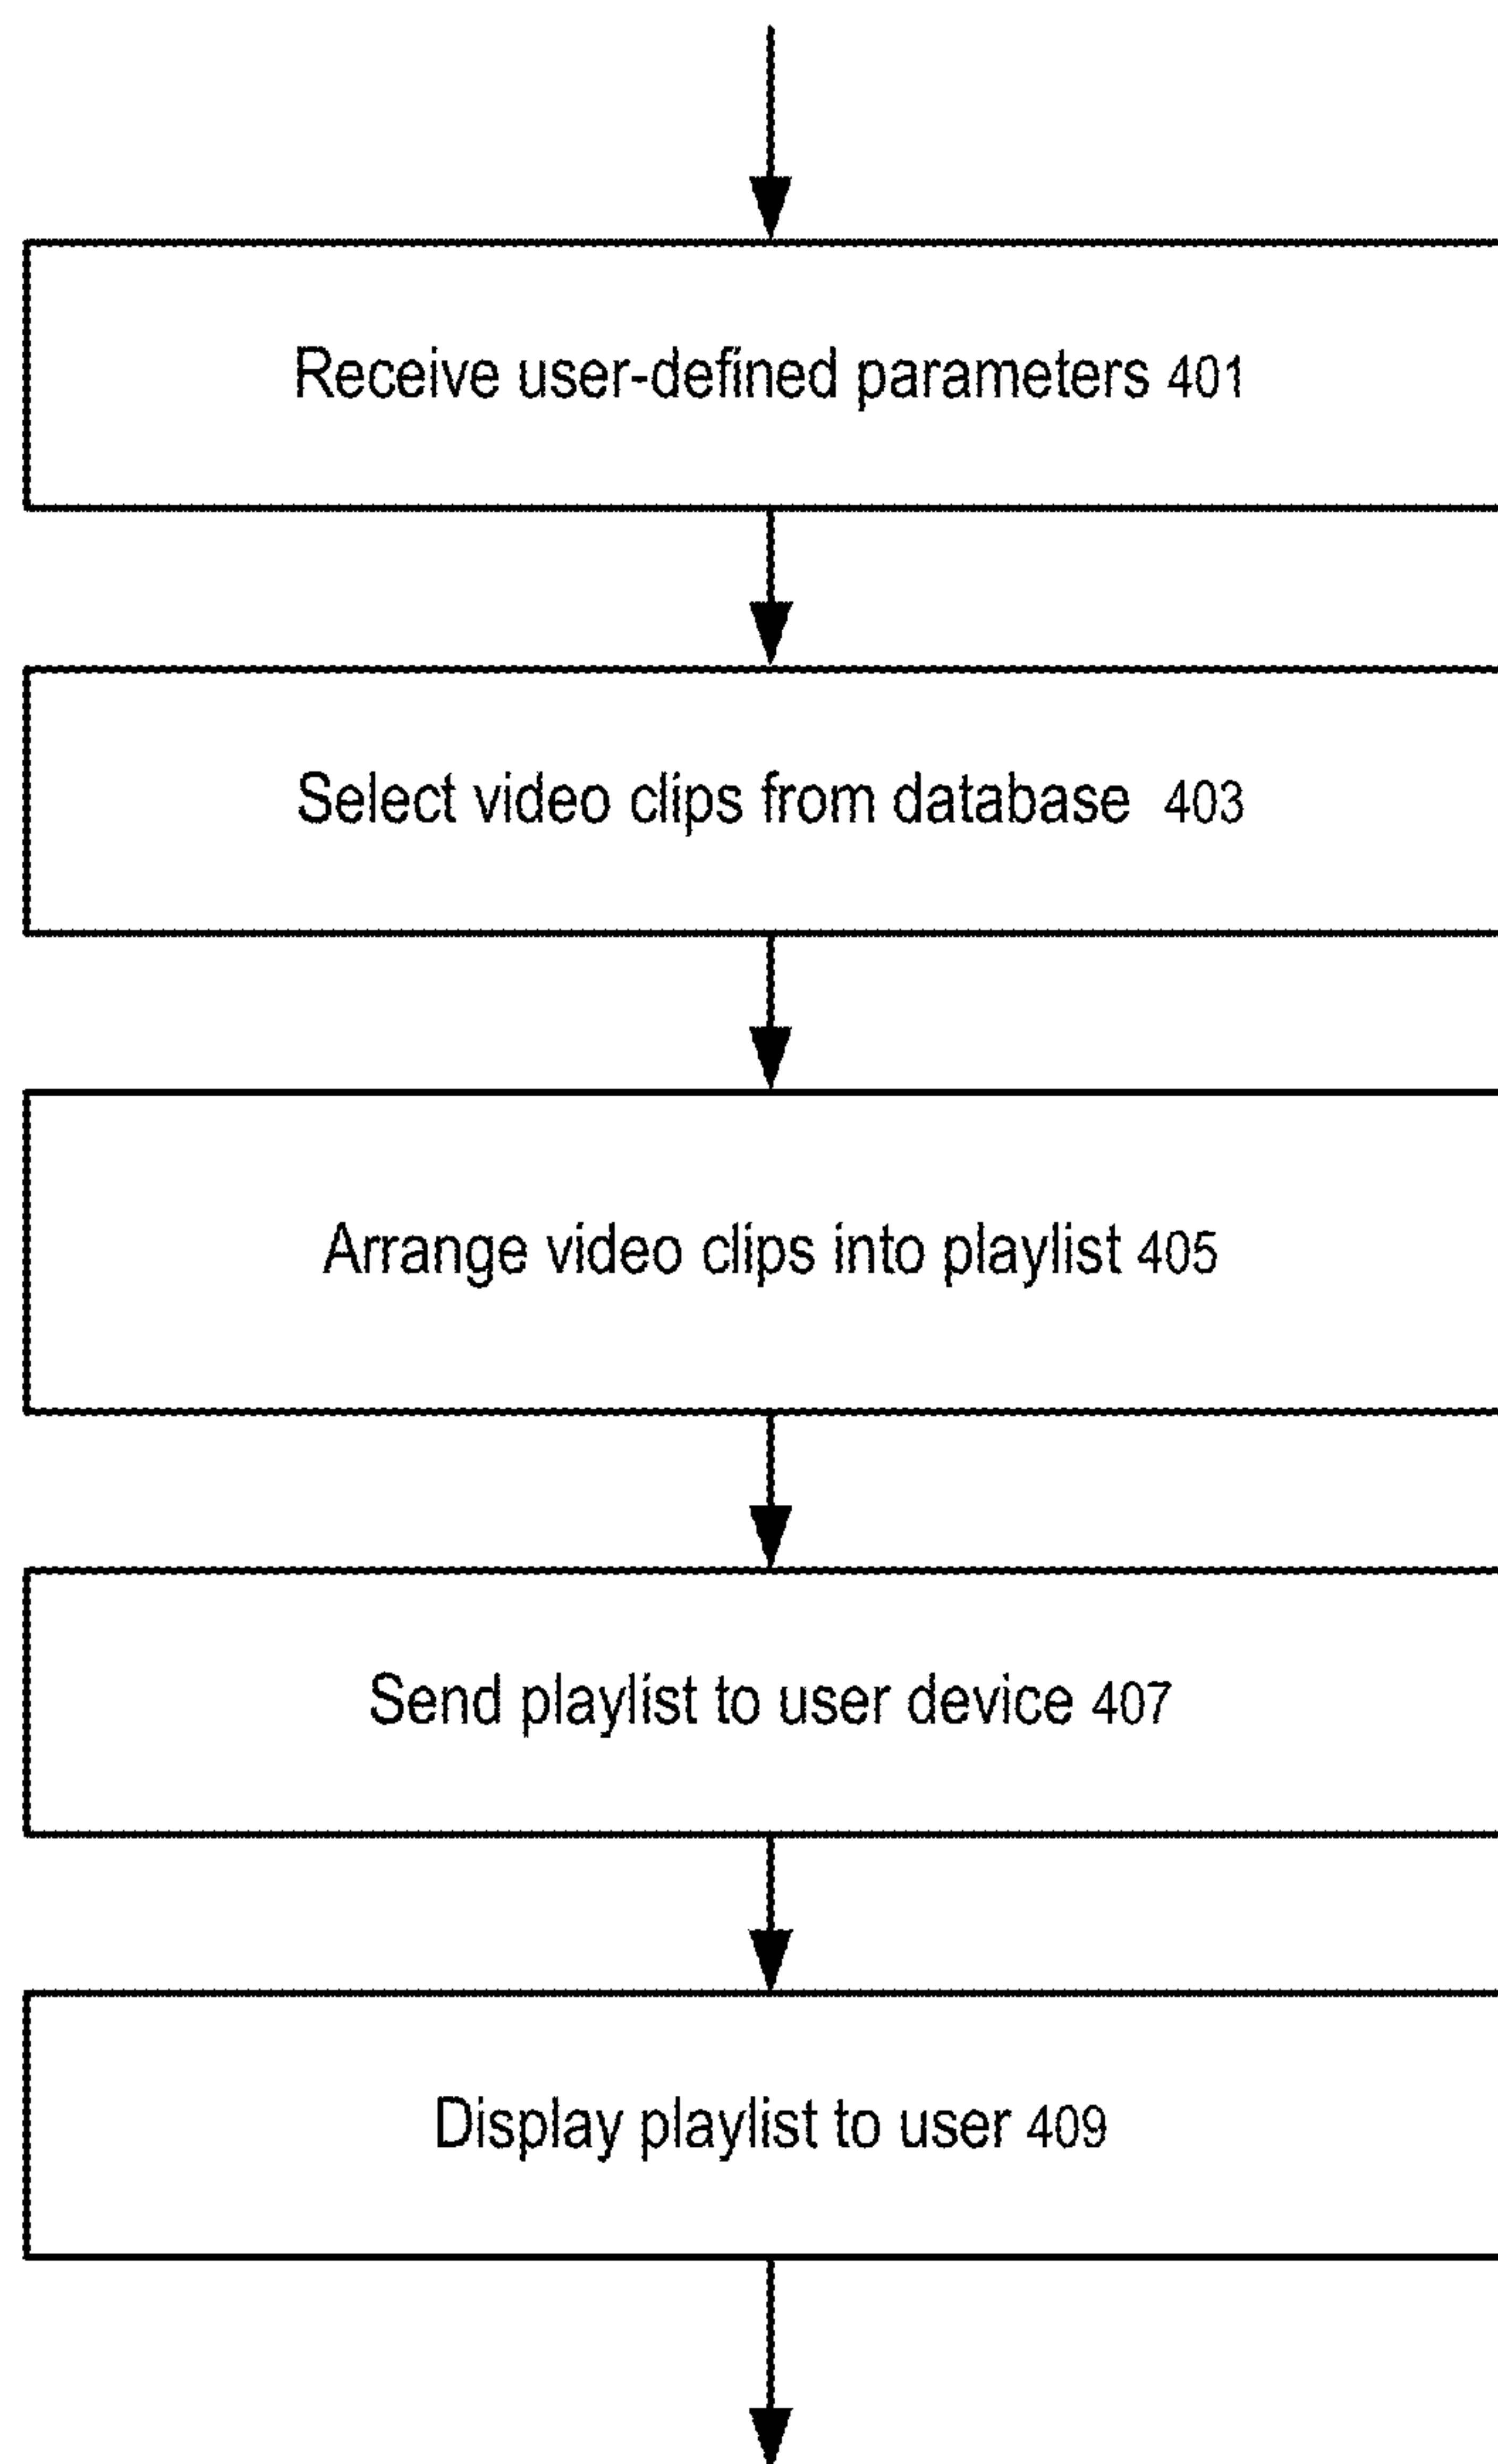 Receive user-defined parameters 401
Select video clips from database 403
Arrange video clips into playlist 405
Send playlist to user device 407
Display playlist to user 409